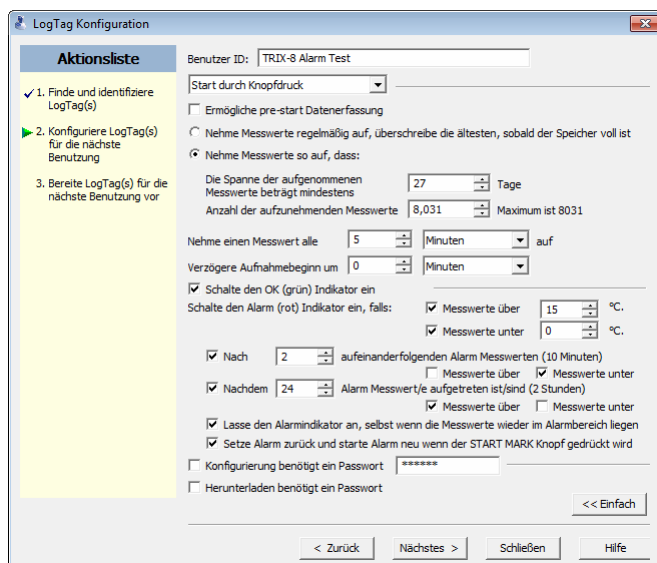 LogTag Konfiguration
Aktionsliste
1. Finde und identifiziere
LogTag(s)
2. Konfiguriere LogTag(s)
für die nächste
Benutzung
3. Bereite LogTag(s) für die
nächste Benutzung vor
Benutzer ID: TRIX-8 Alarm Test
Start durch Knopfdruck
Ermögliche pre-start Datenerfassung
Nehme Messwerte regelmäßig auf, überschreibe die ältesten, sobald der Speicher voll ist
Nehme Messwerte so auf, dass:
Die Spanne der aufgenommenen
Messwerte beträgt mindestens 27 Tage
Anzahl der aufzunehmenden Messwerte 8,031 Maximum ist 8031
Nehme einen Messwert alle 5 Minuten auf
Verzögere Aufnahmebeginn um 0 Minuten
Schalte den OK (grün) Indikator ein
Schalte den Alarm (rot) Indikator ein, falls: Messwerte über 15 °C.
Messwerte unter 0 °C.
Nach 2 aufeinanderfolgenden Alarm Messwerten (10 Minuten)
Messwerte über Messwerte unter
Nachdem 24 Alarm Messwert/e aufgetreten ist/sind (2 Stunden)
Messwerte über Messwerte unter
Lasse den Alarmindikator an, selbst wenn die Messwerte wieder im Alarmbereich liegen
Setze Alarm zurück und starte Alarm neu wenn der START MARK Knopf gedrückt wird
Konfigurierung benötigt ein Passwort ******
Herunterladen benötigt ein Passwort
<< Einfach
< Zurück Nächstes > Schließen Hilfe